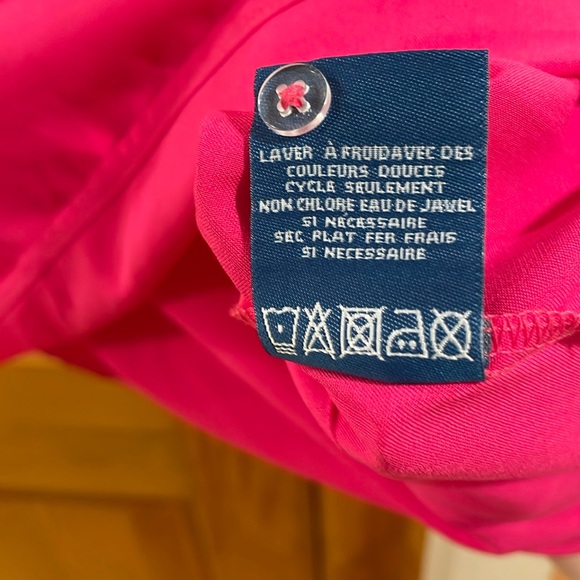 LAVER À FROIDAVEC DES
COULEURS DOUCES
CYCLE SEULEMENT
NON CHLORE EAU DE JAVEL
SI NÉCESSAIRE
SEC PLAT FER FRAIS
SI NECESSAIRE